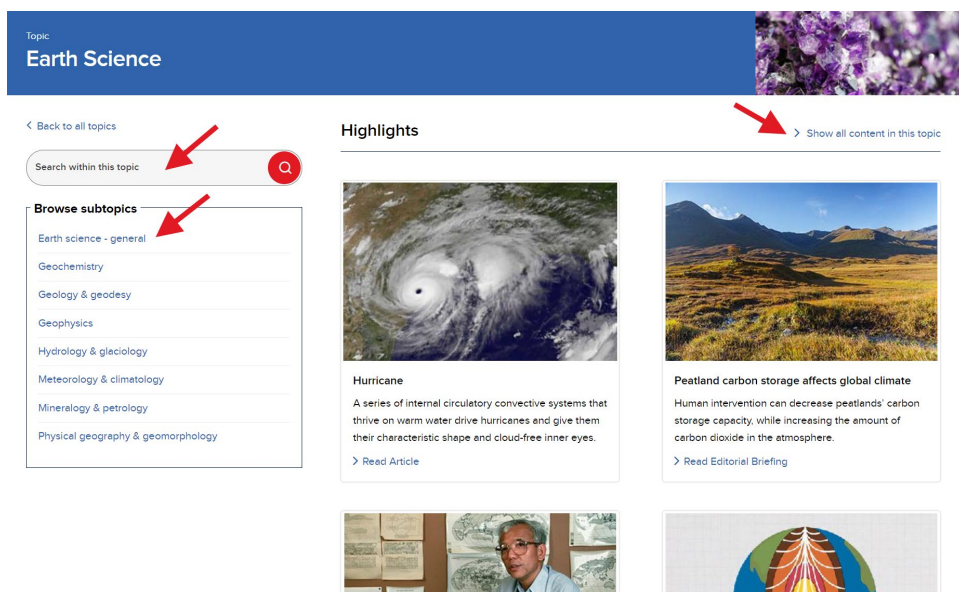 Topic
Earth Science
Back to all topics
Search within this topic
Browse subtopics
Earth science - general
Geochemistry
Geology & geodesy
Geophysics
Hydrology & glaciology
Meteorology & climatology
Mineralogy & petrology
Physical geography & geomorphology
Highlights
Show all content in this topic
Hurricane
A series of internal circulatory convective systems that
thrive on warm water drive hurricanes and give them
their characteristic shape and cloud-free inner eyes.
Read Article
Peatland carbon storage affects global climate
Human intervention can decrease peatlands' carbon
storage capacity, while increasing the amount of
carbon dioxide in the atmosphere.
Read Editorial Briefing